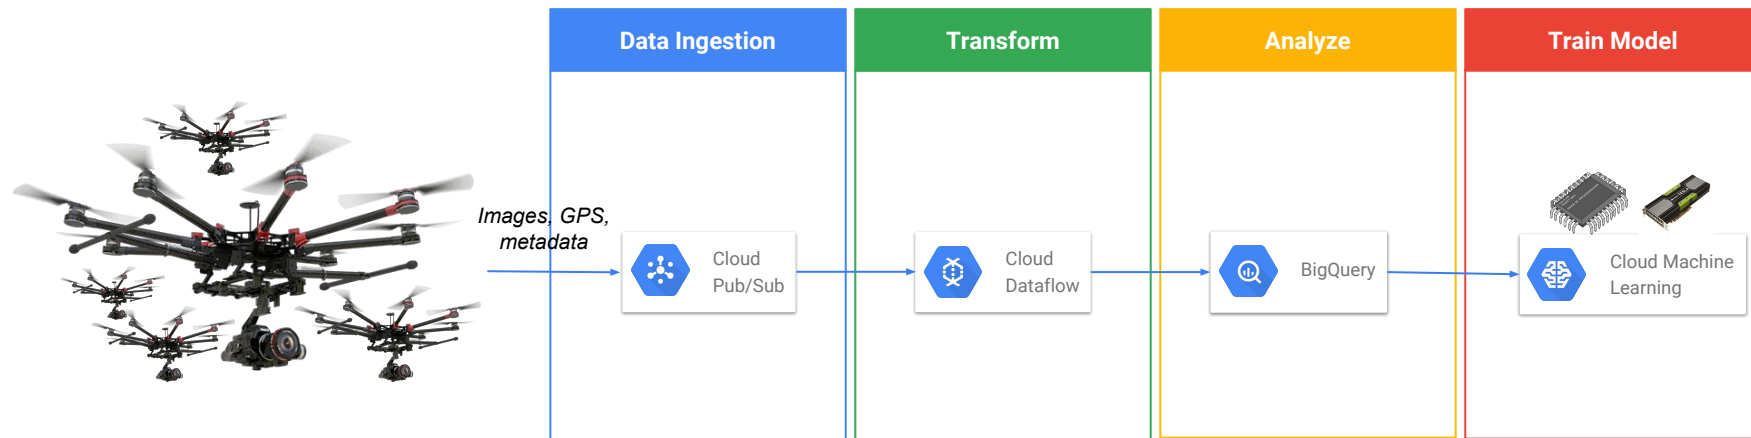 Data Ingestion
Transform
Analyze
Train Model
Images, GPS,
metadata
Cloud
Pub/Sub
Cloud
Dataflow
BigQuery
Cloud Machine
Learning